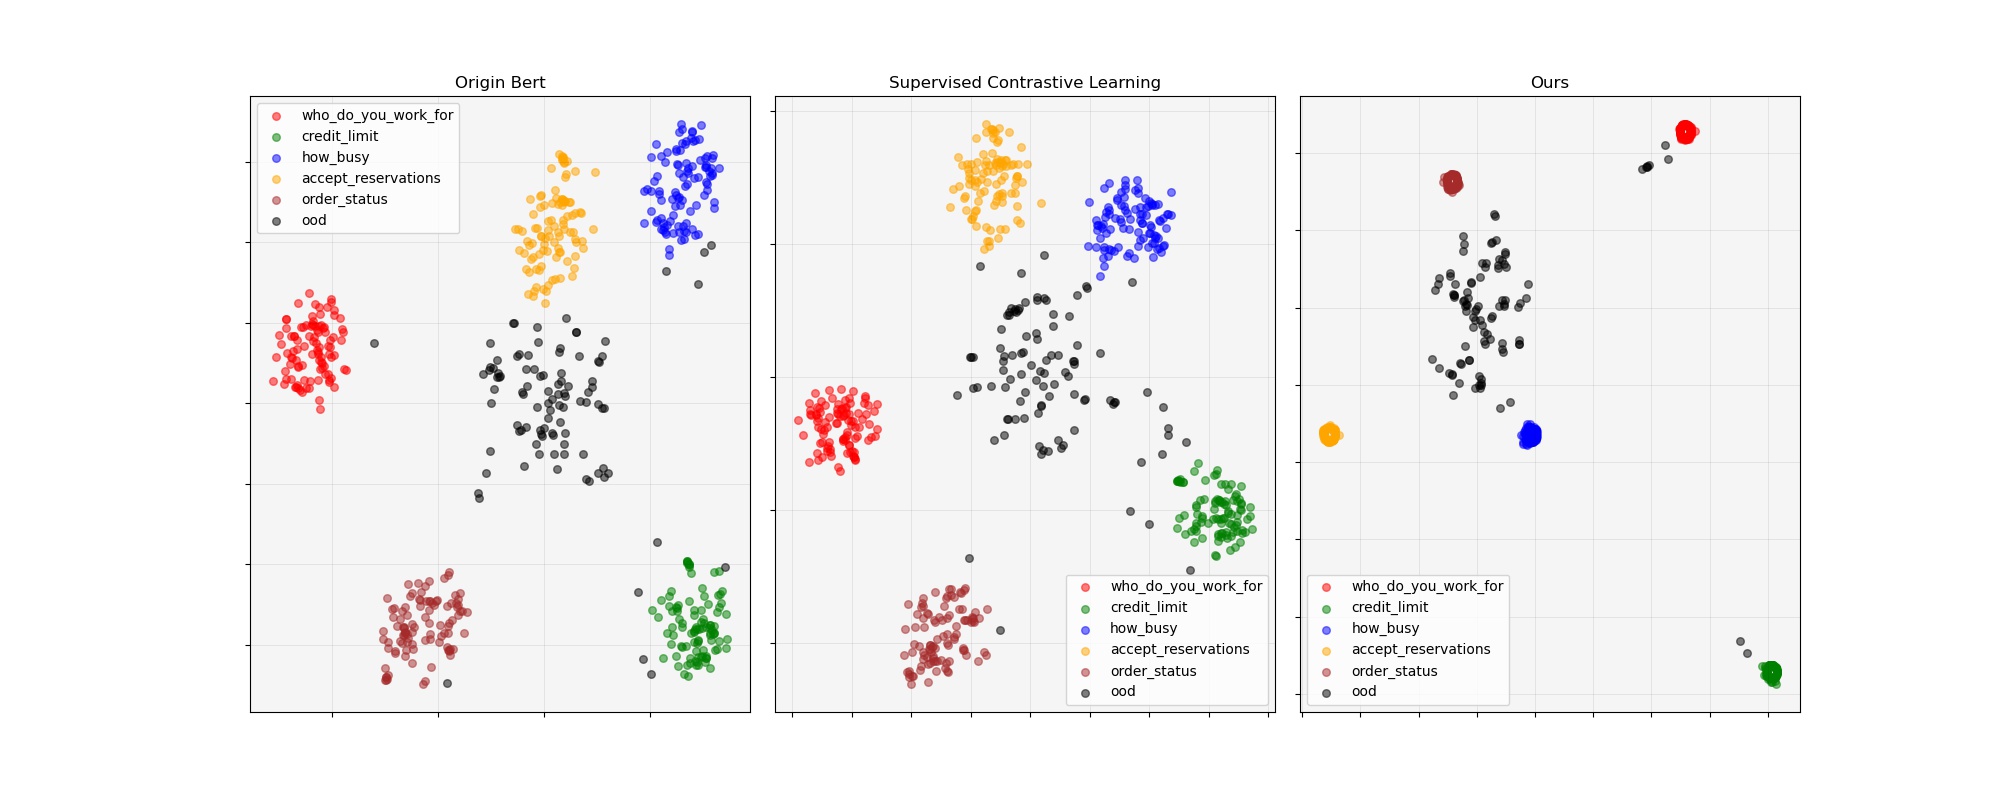 Origin Bert
who_do_you_work_for
credit_limit
how_busy
accept_reservations
order_status
ood
Supervised Contrastive Learning
who_do_you_work_for
credit_limit
how_busy
accept_reservations
order_status
ood
Ours
who_do_you_work_for
credit_limit
how_busy
accept_reservations
order_status
ood